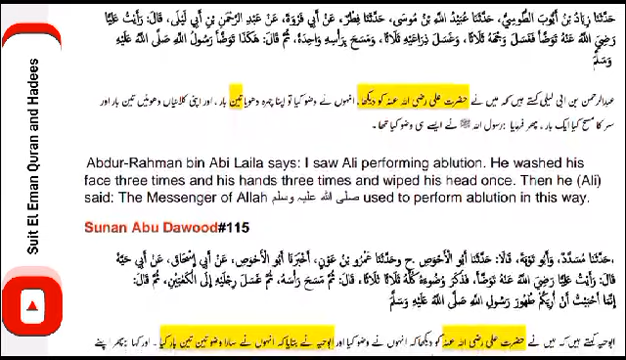 حَدَّثَنَا زِيَادُ بْنُ أَيُّوبَ الطُّوسِيُّ، حَدَّثَنَا عُبَيْدُ اللَّهِ بْنُ مُوسَى، حَدَّثَنَا فِطْرٌ، عَنْ أَبِي فَرْوَةَ، عَنْ عَبْدِ الرَّحْمَنِ بْنِ أَبِي لَيْلَى، قَالَ: رَأَيْتُ عَلِيًّا
رَضِيَ اللَّهُ عَنْهُ تَوَضَّأَ فَغَسَلَ وَجْهَهُ ثَلَاثًا، وَغَسَلَ ذِرَاعَيْهِ ثَلَاثًا، وَمَسَحَ بِرَأْسِهِ وَاحِدَةً، ثُمَّ قَالَ: هَكَذَا تَوَضَّأَ رَسُولُ اللَّهِ صَلَّى اللَّهُ عَلَيْهِ
وَسَلَّمَ
عبدالرحمن بن ابی لیلیٰ کہتے ہیں کہ میں نے حضرت علی رضی اللہ عنہ کو دیکھا، انہوں نے وضو کیا تو اپنا چہرہ دھویا تین بار، اور اپنی کلائیاں دھوئیں تین بار اور
سر کا مسح کیا ایک بار، پھر فرمایا: رسول اللہ ﷺ نے ایسے ہی وضو کیا تھا۔
Abdur-Rahman bin Abi Laila says: I saw Ali performing ablution. He washed his
face three times and his hands three times and wiped his head once. Then he (Ali)
said: The Messenger of Allah صلی اللہ علیہ وسلم used to perform ablution in this way.
Sunan Abu Dawood#115
حَدَّثَنَا مُسَدَّدٌ، وَأَبُو تَوْبَةَ، قَالَا: حَدَّثَنَا أَبُو الْأَحْوَصِ. ح وحَدَّثَنَا عَمْرُو بْنُ عَوْنٍ، أَخْبَرَنَا أَبُو الْأَحْوَصِ، عَنْ أَبِي إِسْحَاقَ، عَنْ أَبِي حَيَّةَ،
قَالَ: رَأَيْتُ عَلِيًّا رَضِيَ اللَّهُ عَنْهُ تَوَضَّأَ، فَذَكَرَ وُضُوءَهُ كُلَّهُ ثَلَاثًا ثَلَاثًا، قَالَ: ثُمَّ مَسَحَ رَأْسَهُ، ثُمَّ غَسَلَ رِجْلَيْهِ إِلَى الْكَعْبَيْنِ، ثُمَّ قَالَ:
إِنَّمَا أَحْبَبْتُ أَنْ أُرِيَكُمْ طُهُورَ رَسُولِ اللَّهِ صَلَّى اللَّهُ عَلَيْهِ وَسَلَّمَ
ابوحیہ کہتے ہیں کہ میں نے حضرت علی رضی اللہ عنہ کو دیکھا کہ انہوں نے وضو کیا اور ابوحیہ نے بتایا کہ انہوں نے سارا وضو تین تین بار کیا۔ اور کہا: پھر اپنے
Suit El Eman Quran and Hadees